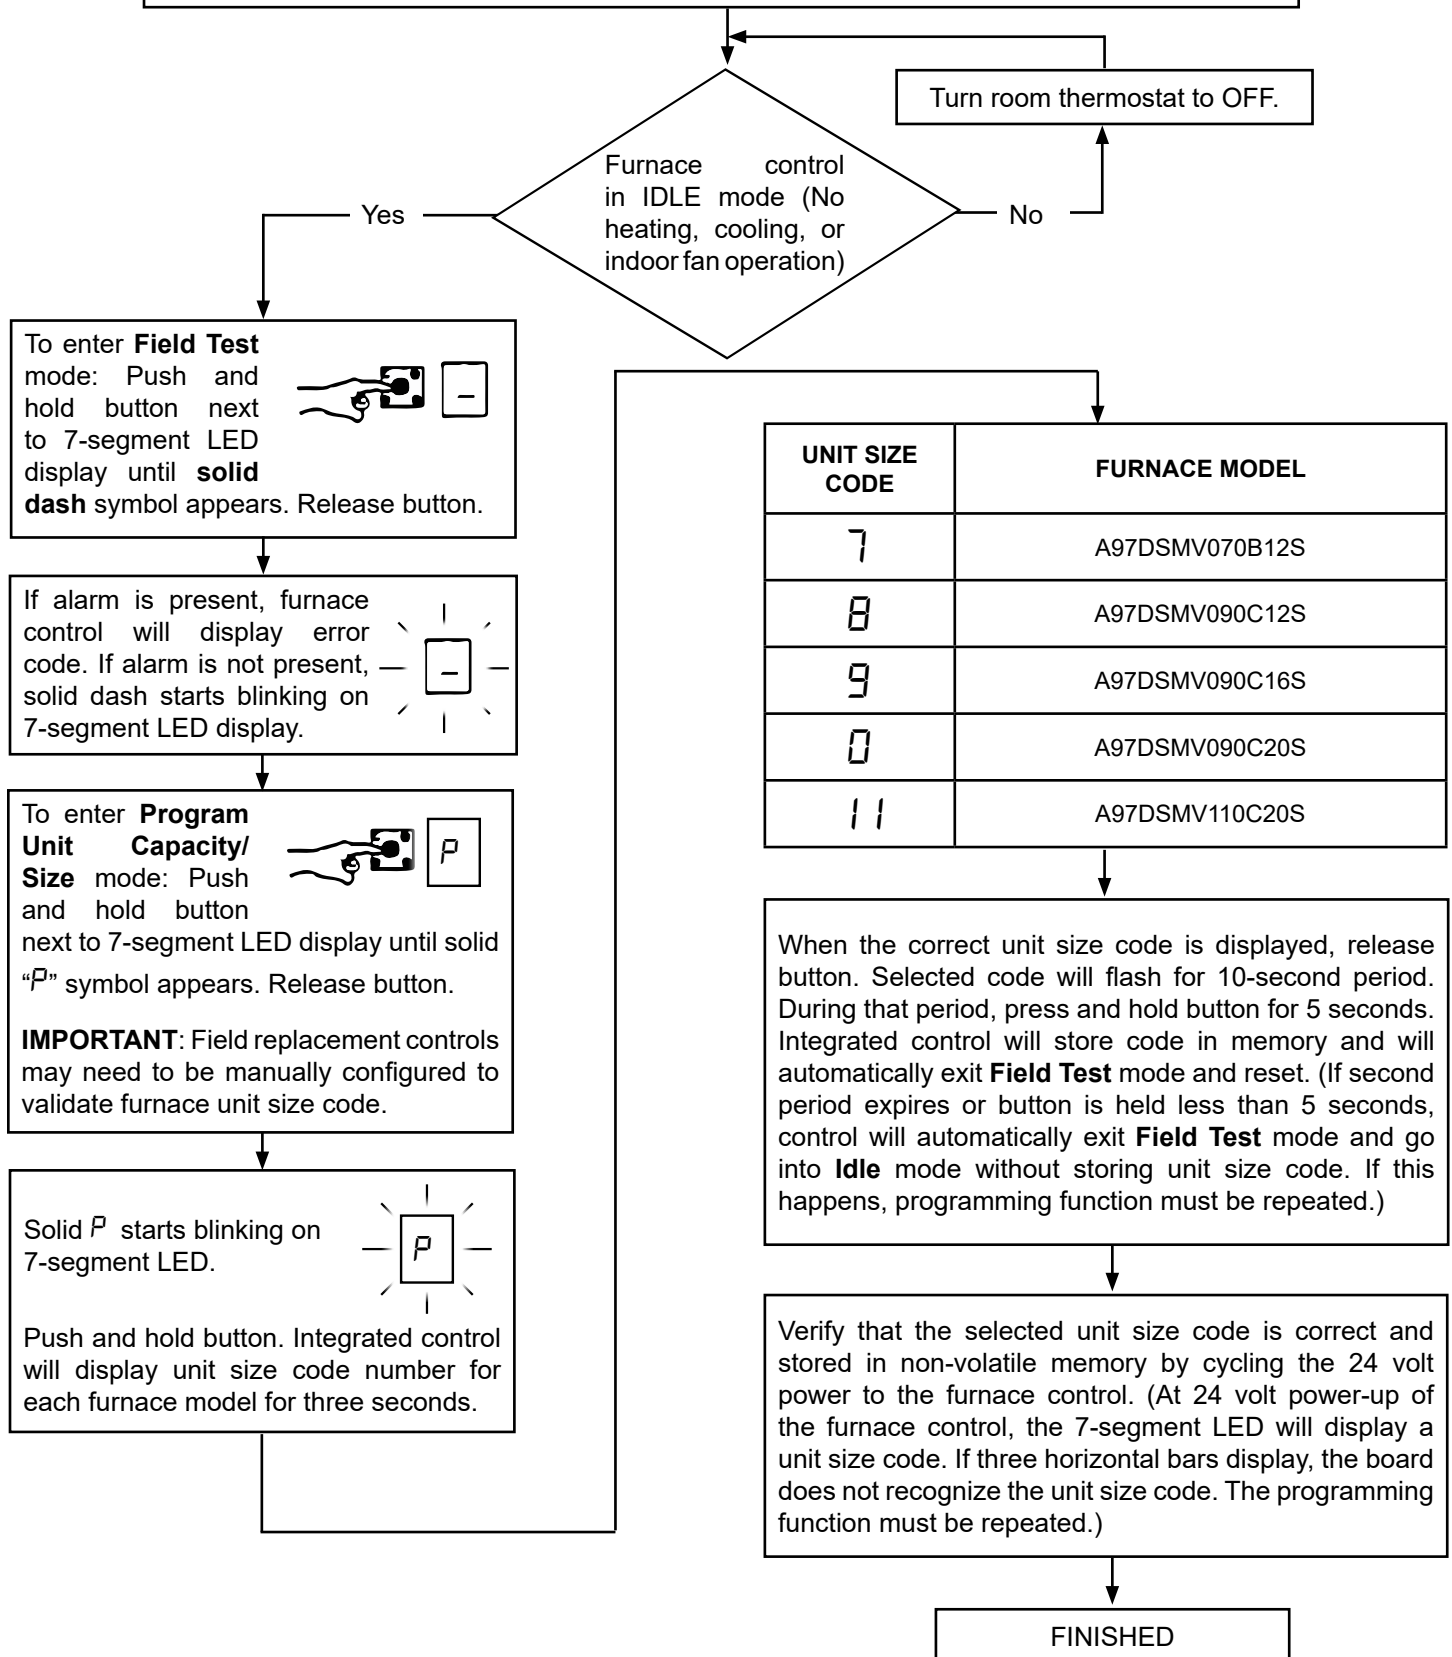 Turn room thermostat to OFF.
Furnace control
in IDLE mode (No
heating, cooling, or
indoor fan operation)
Yes
No
To enter Field Test
mode: Push and
hold button next
to 7-segment LED
display until solid
dash symbol appears. Release button.
–
If alarm is present, furnace
control will display error
code. If alarm is not present,
solid dash starts blinking on
7-segment LED display.
–
To enter Program
Unit Capacity/
Size mode: Push
and hold button
next to 7-segment LED display until solid
“P” symbol appears. Release button.
P
IMPORTANT: Field replacement controls
may need to be manually configured to
validate furnace unit size code.
Solid P starts blinking on
7-segment LED.
P
Push and hold button. Integrated control
will display unit size code number for
each furnace model for three seconds.
UNIT SIZE
CODE
FURNACE MODEL
7 A97DSMV070B12S
8 A97DSMV090C12S
9 A97DSMV090C16S
0 A97DSMV090C20S
11 A97DSMV110C20S
When the correct unit size code is displayed, release
button. Selected code will flash for 10-second period.
During that period, press and hold button for 5 seconds.
Integrated control will store code in memory and will
automatically exit Field Test mode and reset. (If second
period expires or button is held less than 5 seconds,
control will automatically exit Field Test mode and go
into Idle mode without storing unit size code. If this
happens, programming function must be repeated.)
Verify that the selected unit size code is correct and
stored in non-volatile memory by cycling the 24 volt
power to the furnace control. (At 24 volt power-up of
the furnace control, the 7-segment LED will display a
unit size code. If three horizontal bars display, the board
does not recognize the unit size code. The programming
function must be repeated.)
FINISHED